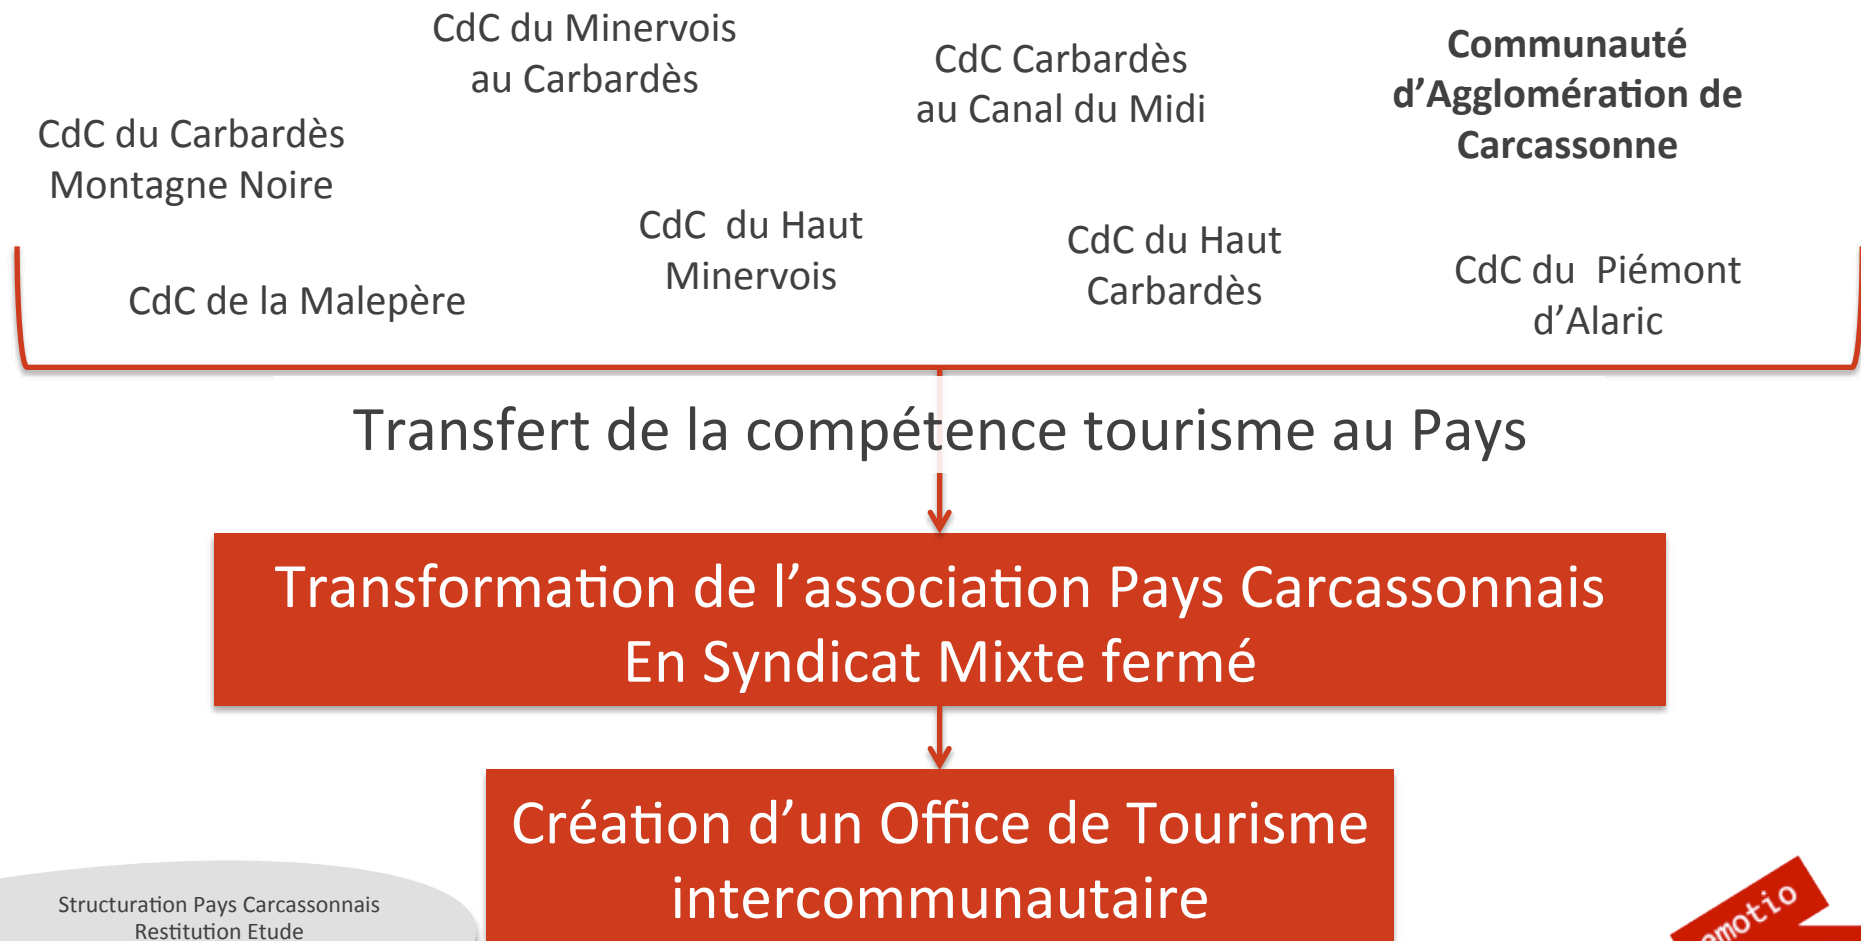 CdC du Minervois
au Carbardès
CdC Carbardès
au Canal du Midi
Communauté
d’Agglomération de
Carcassonne
CdC du Carbardès
Montagne Noire
CdC du Haut
Minervois
CdC du Haut
Carbardès
CdC du Piémont
d’Alaric
CdC de la Malepère
Transfert de la compétence tourisme au Pays
Transformation de l’association Pays Carcassonnais
En Syndicat Mixte fermé
Création d’un Office de Tourisme
intercommunautaire
Structuration Pays Carcassonnais
Restitution Etude
emotio